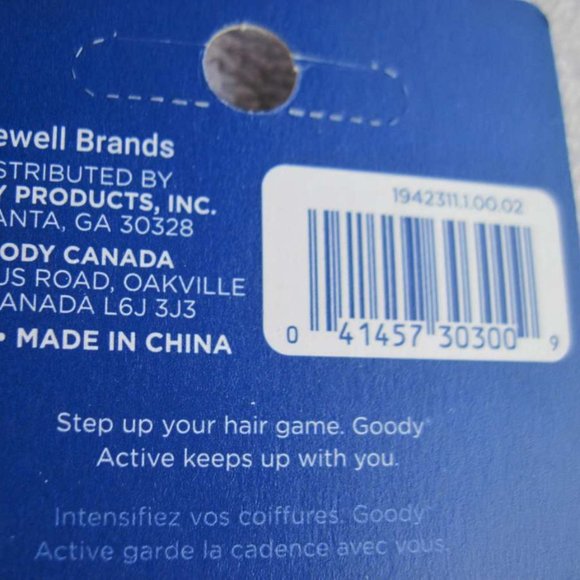 ewell Brands
STRIBUTED BY
Y PRODUCTS, INC.
ANTA, GA 30328
ODY CANADA
US ROAD, OAKVILLE
ANADA L6J 3J3
• MADE IN CHINA
1942311.1.00.02
0 41457 30300 9
Step up your hair game. Goody®
Active keeps up with you.
Intensifiez vos coiffures. Goody®
Active garde la cadence avec vous.